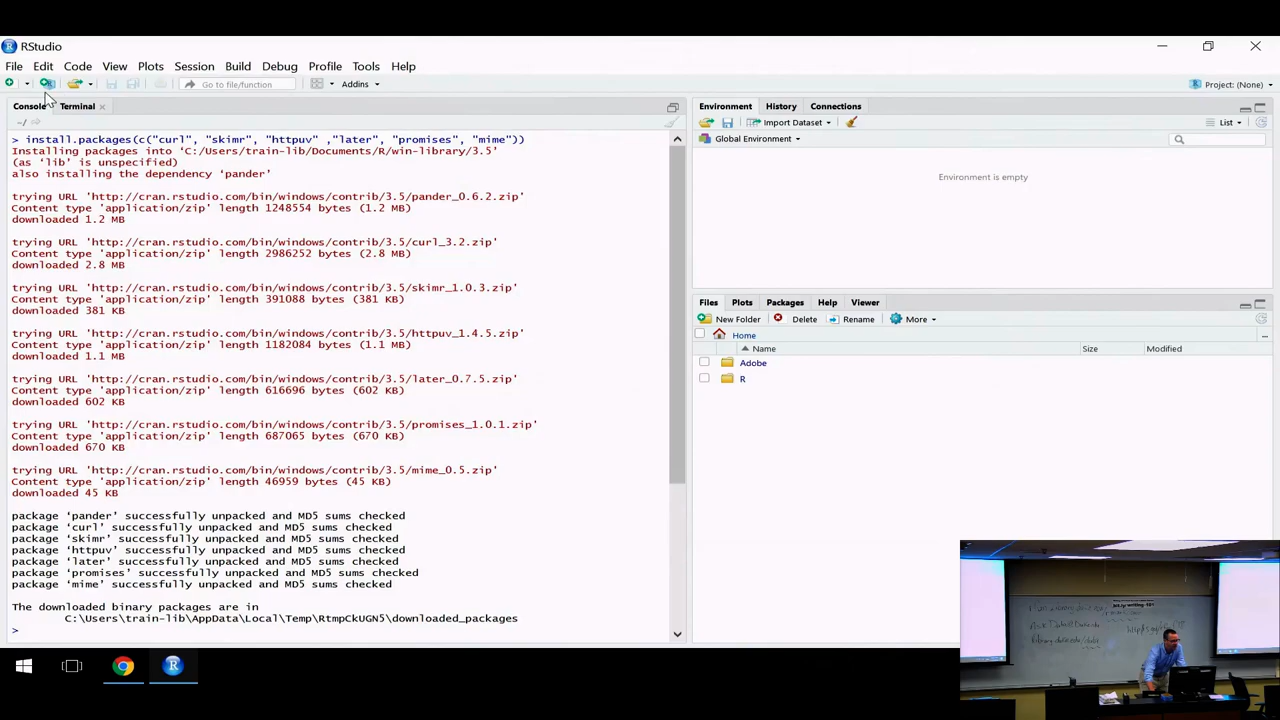 RStudio
File Edit Code View Plots Session Build Debug Profile Tools Help
Go to file/function Addins Project: (None)
Console Terminal
~/
> install.packages(c("curl", "skimr", "httpuv" ,"later", "promises", "mime"))
Installing packages into ‘C:/Users/train-lib/Documents/R/win-library/3.5’
(as ‘lib’ is unspecified)
also installing the dependency ‘pander’
trying URL 'http://cran.rstudio.com/bin/windows/contrib/3.5/pander_0.6.2.zip'
Content type 'application/zip' length 1248554 bytes (1.2 MB)
downloaded 1.2 MB
trying URL 'http://cran.rstudio.com/bin/windows/contrib/3.5/curl_3.2.zip'
Content type 'application/zip' length 2986252 bytes (2.8 MB)
downloaded 2.8 MB
trying URL 'http://cran.rstudio.com/bin/windows/contrib/3.5/skimr_1.0.3.zip'
Content type 'application/zip' length 391088 bytes (381 KB)
downloaded 381 KB
trying URL 'http://cran.rstudio.com/bin/windows/contrib/3.5/httpuv_1.4.5.zip'
Content type 'application/zip' length 1182084 bytes (1.1 MB)
downloaded 1.1 MB
trying URL 'http://cran.rstudio.com/bin/windows/contrib/3.5/later_0.7.5.zip'
Content type 'application/zip' length 616696 bytes (602 KB)
downloaded 602 KB
trying URL 'http://cran.rstudio.com/bin/windows/contrib/3.5/promises_1.0.1.zip'
Content type 'application/zip' length 687065 bytes (670 KB)
downloaded 670 KB
trying URL 'http://cran.rstudio.com/bin/windows/contrib/3.5/mime_0.5.zip'
Content type 'application/zip' length 46959 bytes (45 KB)
downloaded 45 KB
package ‘pander’ successfully unpacked and MD5 sums checked
package ‘curl’ successfully unpacked and MD5 sums checked
package ‘skimr’ successfully unpacked and MD5 sums checked
package ‘httpuv’ successfully unpacked and MD5 sums checked
package ‘later’ successfully unpacked and MD5 sums checked
package ‘promises’ successfully unpacked and MD5 sums checked
package ‘mime’ successfully unpacked and MD5 sums checked
The downloaded binary packages are in
C:\Users\train-lib\AppData\Local\Temp\RtmpCkUGN5\downloaded_packages
>
Environment History Connections
Import Dataset List
Global Environment
Environment is empty
Files Plots Packages Help Viewer
New Folder Delete Rename More
Home ...
Name Size Modified
Adobe
R